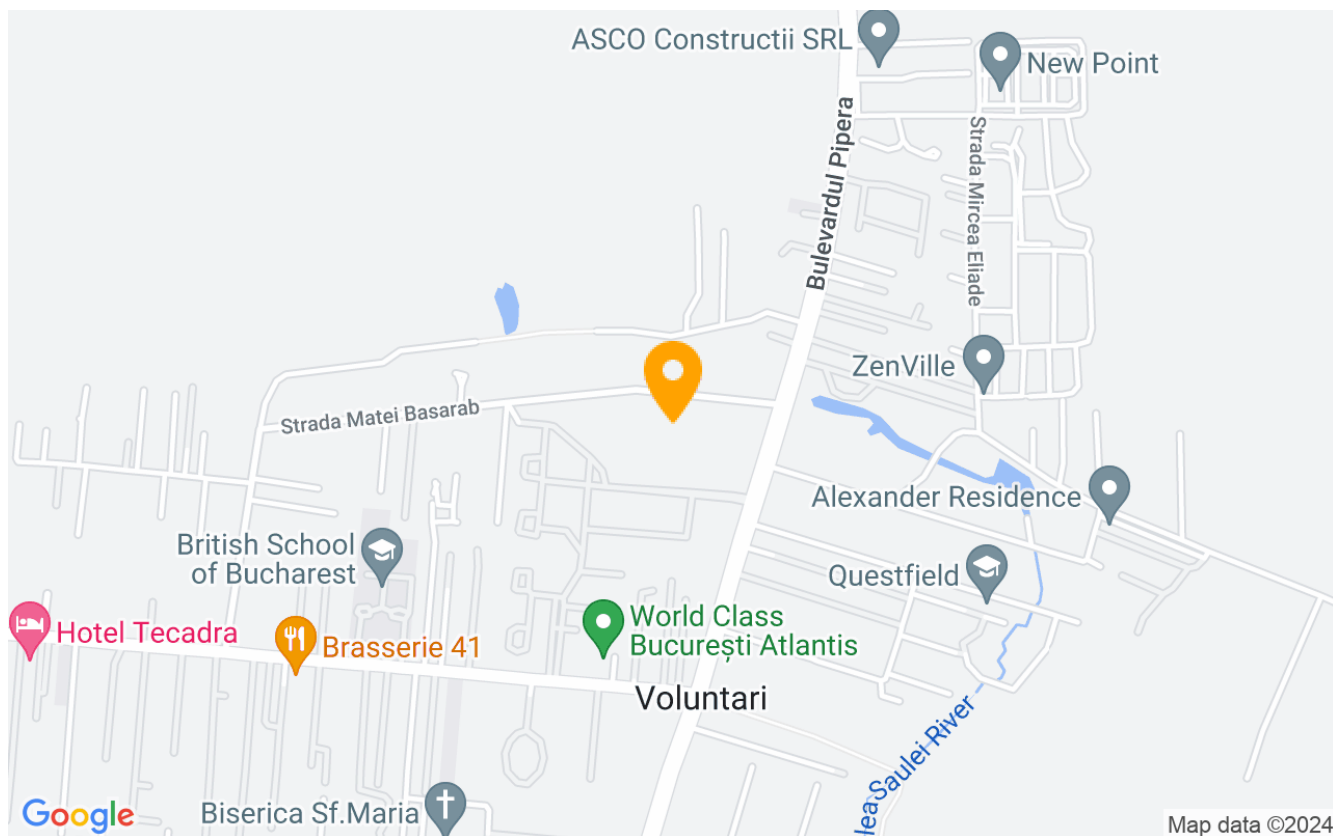 ASCO Constructii SRL
New Point
Bulevardul Pipera
Strada Mircea Eliade
ZenVille
Strada Matei Basarab
Alexander Residence
British School
of Bucharest
Questfield
Hotel Tecadra
Brasserie 41
World Class
București Atlantis
Voluntari
lea Saulei River
Biserica Sf.Maria
Google
Map data ©2024